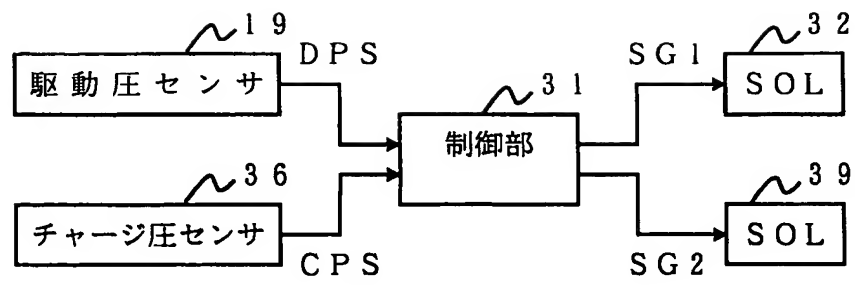 19
駆動圧センサ
DPS
31
制御部
SG1
32
SOL
36
チャージ圧センサ
CPS
SG2
39
SOL